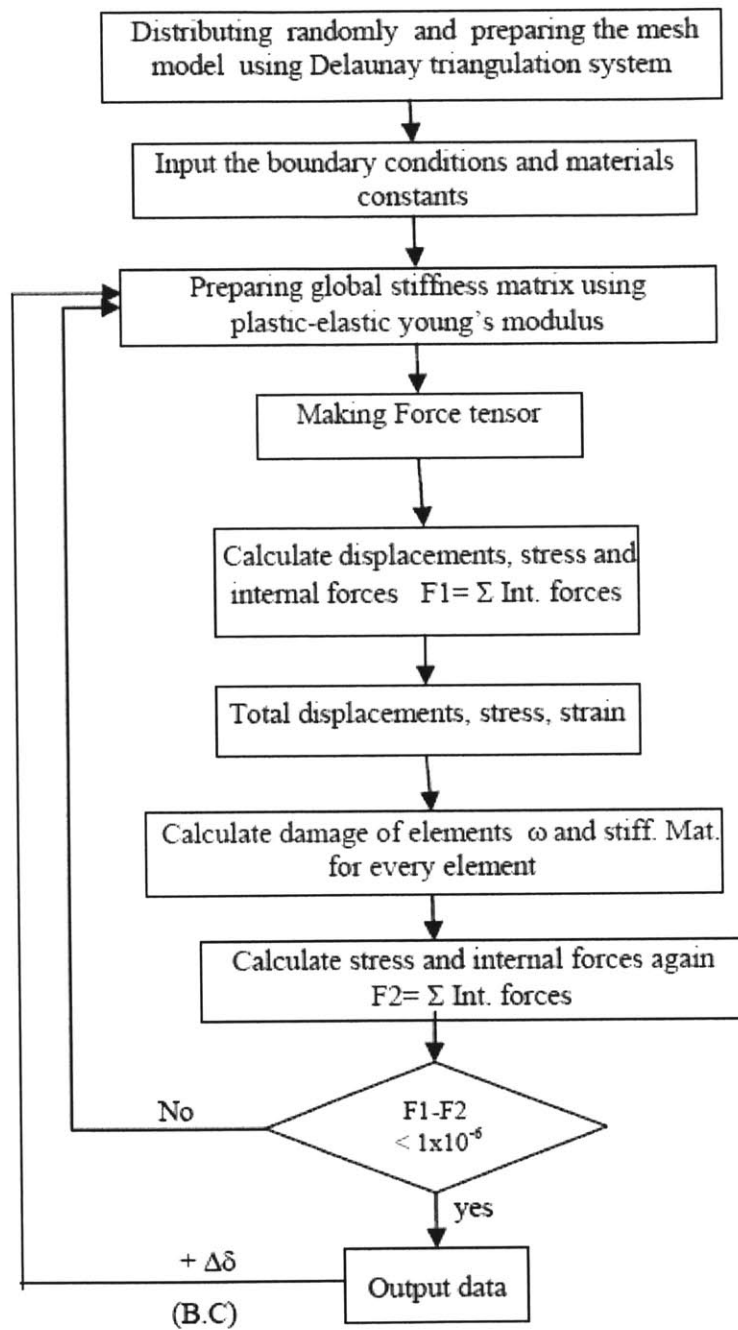 Distributing randomly and preparing the mesh
model using Delaunay triangulation system
Input the boundary conditions and materials
constants
Preparing global stiffness matrix using
plastic-elastic young's modulus
Making Force tensor
Calculate displacements, stress and
internal forces F1= Σ Int. forces
Total displacements, stress, strain
Calculate damage of elements ω and stiff. Mat.
for every element
Calculate stress and internal forces again
F2= Σ Int. forces
No
F1-F2
< 1x10⁻⁶
yes
+ Δδ
Output data
(B.C)